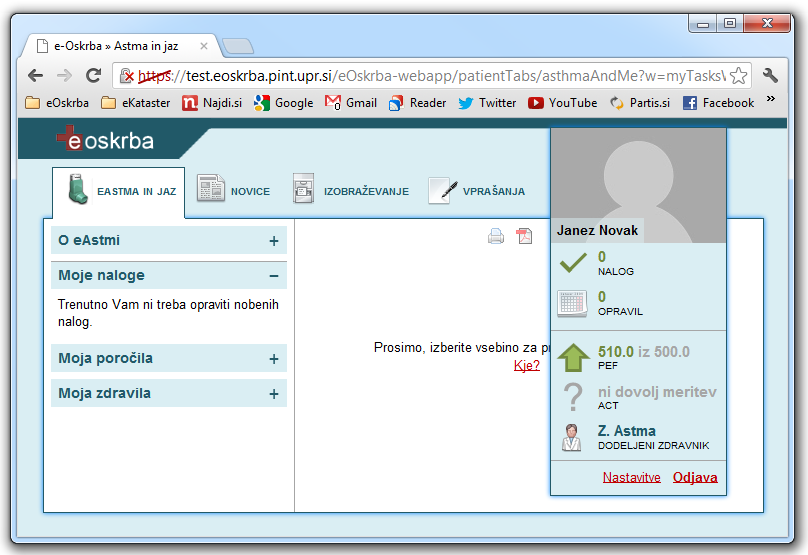 e-Oskrba » Astma in jaz
https://test.eoskrba.pint.upr.si/eOskrba-webapp/patientTabs/asthmaAndMe?w=myTasksW
eOskrba eKataster Najdi.si Google Gmail Reader Twitter YouTube Partis.si Facebook »
eoskrba
EASTMA IN JAZ NOVICE IZOBRAŽEVANJE VPRAŠANJA
O eAstmi +
Moje naloge −
Trenutno Vam ni treba opraviti nobenih
nalog.
Moja poročila +
Moja zdravila +
Prosimo, izberite vsebino za
Kje?
Janez Novak
0
NALOG
0
OPRAVIL
510.0 iz 500.0
PEF
?
ni dovolj meritev
ACT
Z. Astma
DODELJENI ZDRAVNIK
Nastavitve Odjava